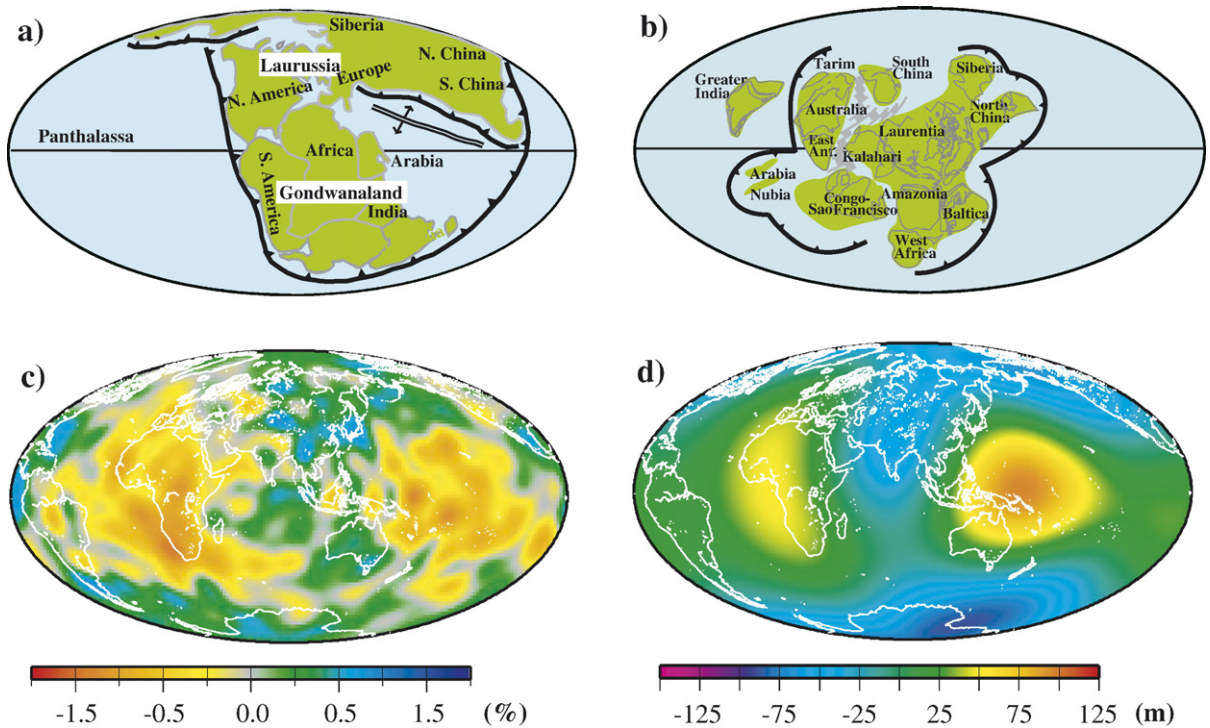 a)
Siberia
Laurussia
N. China
Europe
S. China
N. America
Panthalassa
Africa
Arabia
S. America
Gondwanaland
India
b)
Tarim
South
China
Siberia
Greater
India
Australia
North
China
Laurentia
East
Ant.
Kalahari
Arabia
Nubia
Amazonia
Congo-
SaoFrancisco
Baltica
West
Africa
c)
-1.5 -0.5 0.0 0.5 1.5 (%)
d)
-125 -75 -25 25 75 125 (m)